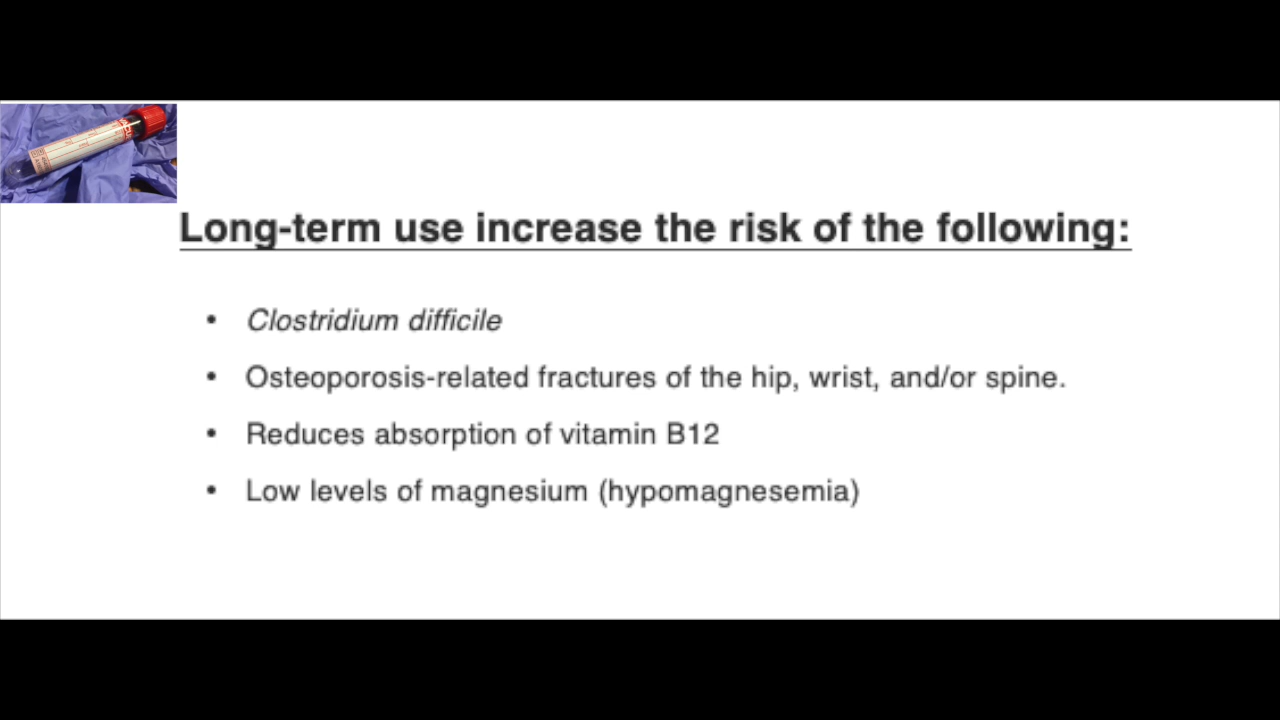 Long-term use increase the risk of the following:
• Clostridium difficile
• Osteoporosis-related fractures of the hip, wrist, and/or spine.
• Reduces absorption of vitamin B12
• Low levels of magnesium (hypomagnesemia)